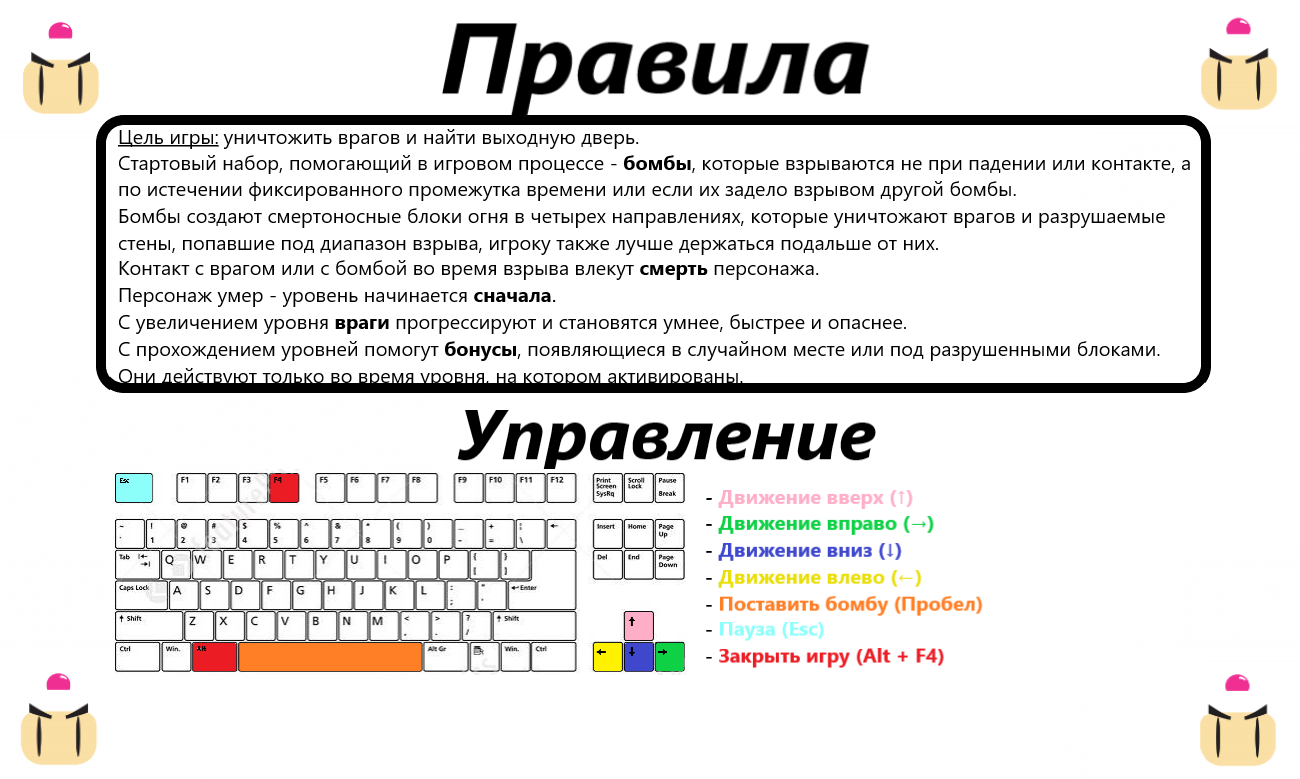 Правила
Цель игры: уничтожить врагов и найти выходную дверь.
Стартовый набор, помогающий в игровом процессе - бомбы, которые взрываются не при падении или контакте, а
по истечении фиксированного промежутка времени или если их задело взрывом другой бомбы.
Бомбы создают смертоносные блоки огня в четырех направлениях, которые уничтожают врагов и разрушаемые
стены, попавшие под диапазон взрыва, игроку также лучше держаться подальше от них.
Контакт с врагом или с бомбой во время взрыва влекут смерть персонажа.
Персонаж умер - уровень начинается сначала.
С увеличением уровня враги прогрессируют и становятся умнее, быстрее и опаснее.
С прохождением уровней помогут бонусы, появляющиеся в случайном месте или под разрушенными блоками.
Они действуют только во время уровня, на котором активированы.
Управление
Esc F1 F2 F3 F4 F5 F6 F7 F8 F9 F10 F11 F12 Print Screen SysRq Scroll Lock Pause Break
~ ` ! 1 @ 2 # 3 $ 4 % 5 ^ 6 & 7 * 8 ( 9 ) 0 _ - + = ¦ \ ← Insert Home Page Up
Tab Q W E R T Y U I O P { [ } ] Del End Page Down
Caps Lock A S D F G H J K L : ; " ' ↵ Enter
↑ Shift Z X C V B N M < , > . ? / ↑ Shift ↑
Ctrl Win. Alt Alt Gr Win. Ctrl ← ↓ →
- Движение вверх (↑)
- Движение вправо (→)
- Движение вниз (↓)
- Движение влево (←)
- Поставить бомбу (Пробел)
- Пауза (Esc)
- Закрыть игру (Alt + F4)